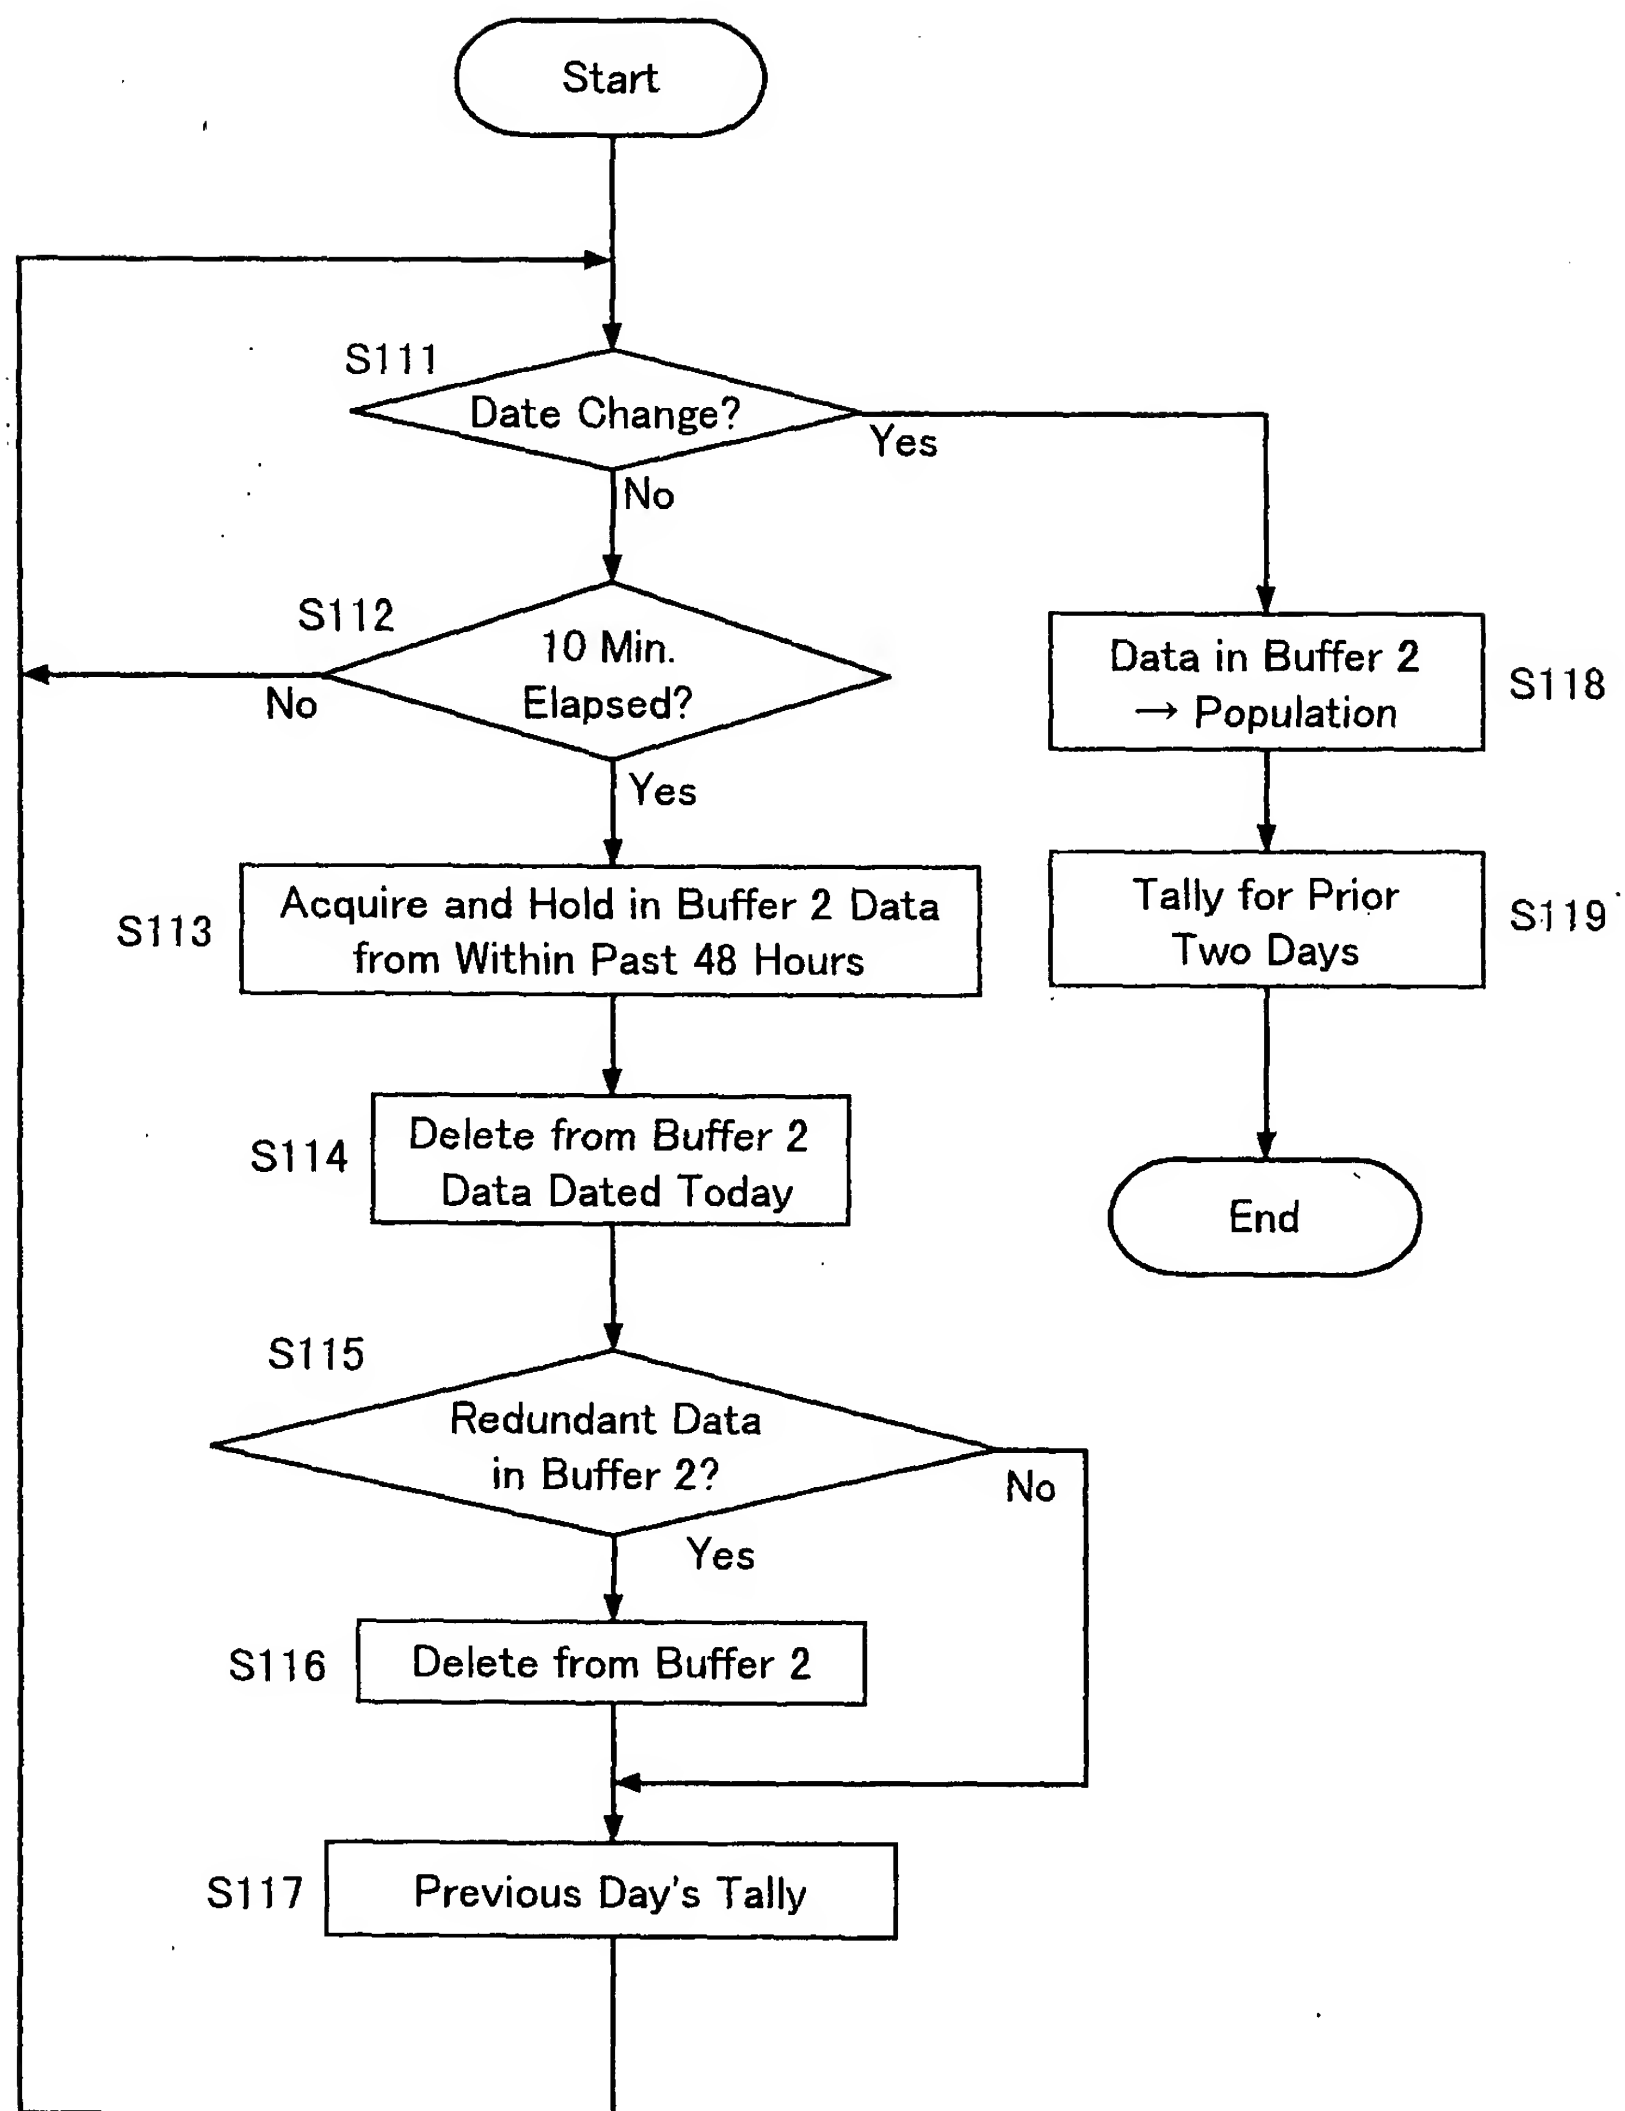 Start
S111
Date Change?
Yes
No
S112
10 Min.
Elapsed?
No
Yes
Data in Buffer 2
→ Population
S118
S113
Acquire and Hold in Buffer 2 Data
from Within Past 48 Hours
Tally for Prior
Two Days
S119
S114
Delete from Buffer 2
Data Dated Today
End
S115
Redundant Data
in Buffer 2?
No
Yes
S116
Delete from Buffer 2
S117
Previous Day's Tally